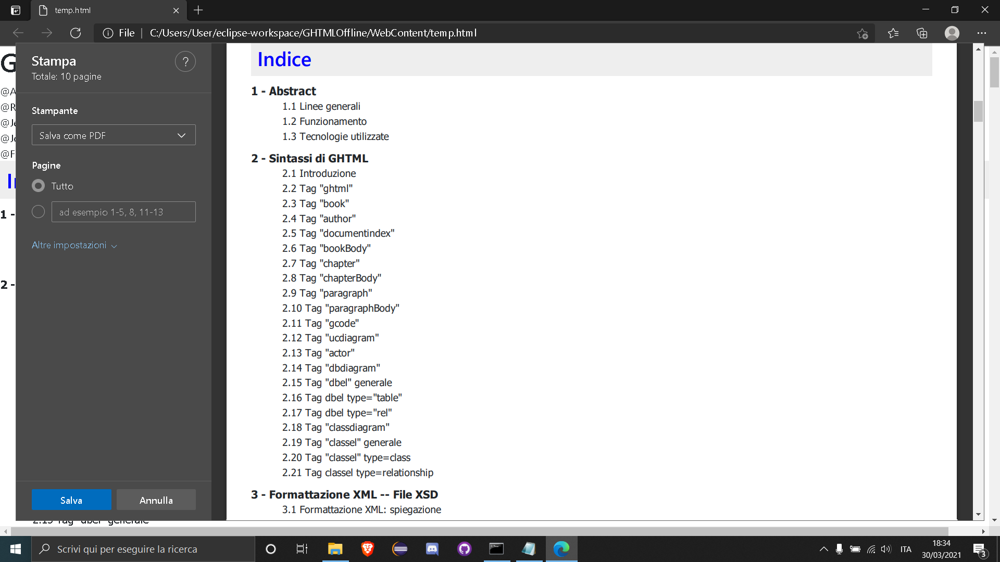 temp.html
File | C:/Users/User/eclipse-workspace/GHTMLOffline/WebContent/temp.html
G
@A
@R
@Je
@Jo
@F
1 -
2 -
Stampa
Totale: 10 pagine
Stampante
Salva come PDF
Pagine
Tutto
ad esempio 1-5, 8, 11-13
Altre impostazioni
Salva
Annulla
Indice
1 - Abstract
1.1 Linee generali
1.2 Funzionamento
1.3 Tecnologie utilizzate
2 - Sintassi di GHTML
2.1 Introduzione
2.2 Tag "ghtml"
2.3 Tag "book"
2.4 Tag "author"
2.5 Tag "documentindex"
2.6 Tag "bookBody"
2.7 Tag "chapter"
2.8 Tag "chapterBody"
2.9 Tag "paragraph"
2.10 Tag "paragraphBody"
2.11 Tag "gcode"
2.12 Tag "ucdiagram"
2.13 Tag "actor"
2.14 Tag "dbdiagram"
2.15 Tag "dbel" generale
2.16 Tag dbel type="table"
2.17 Tag dbel type="rel"
2.18 Tag "classdiagram"
2.19 Tag "classel" generale
2.20 Tag "classel" type=class
2.21 Tag classel type=relationship
3 - Formattazione XML -- File XSD
3.1 Formattazione XML: spiegazione
2.15 Tag "dbel" generale
Scrivi qui per eseguire la ricerca
ITA
18:34
30/03/2021
3